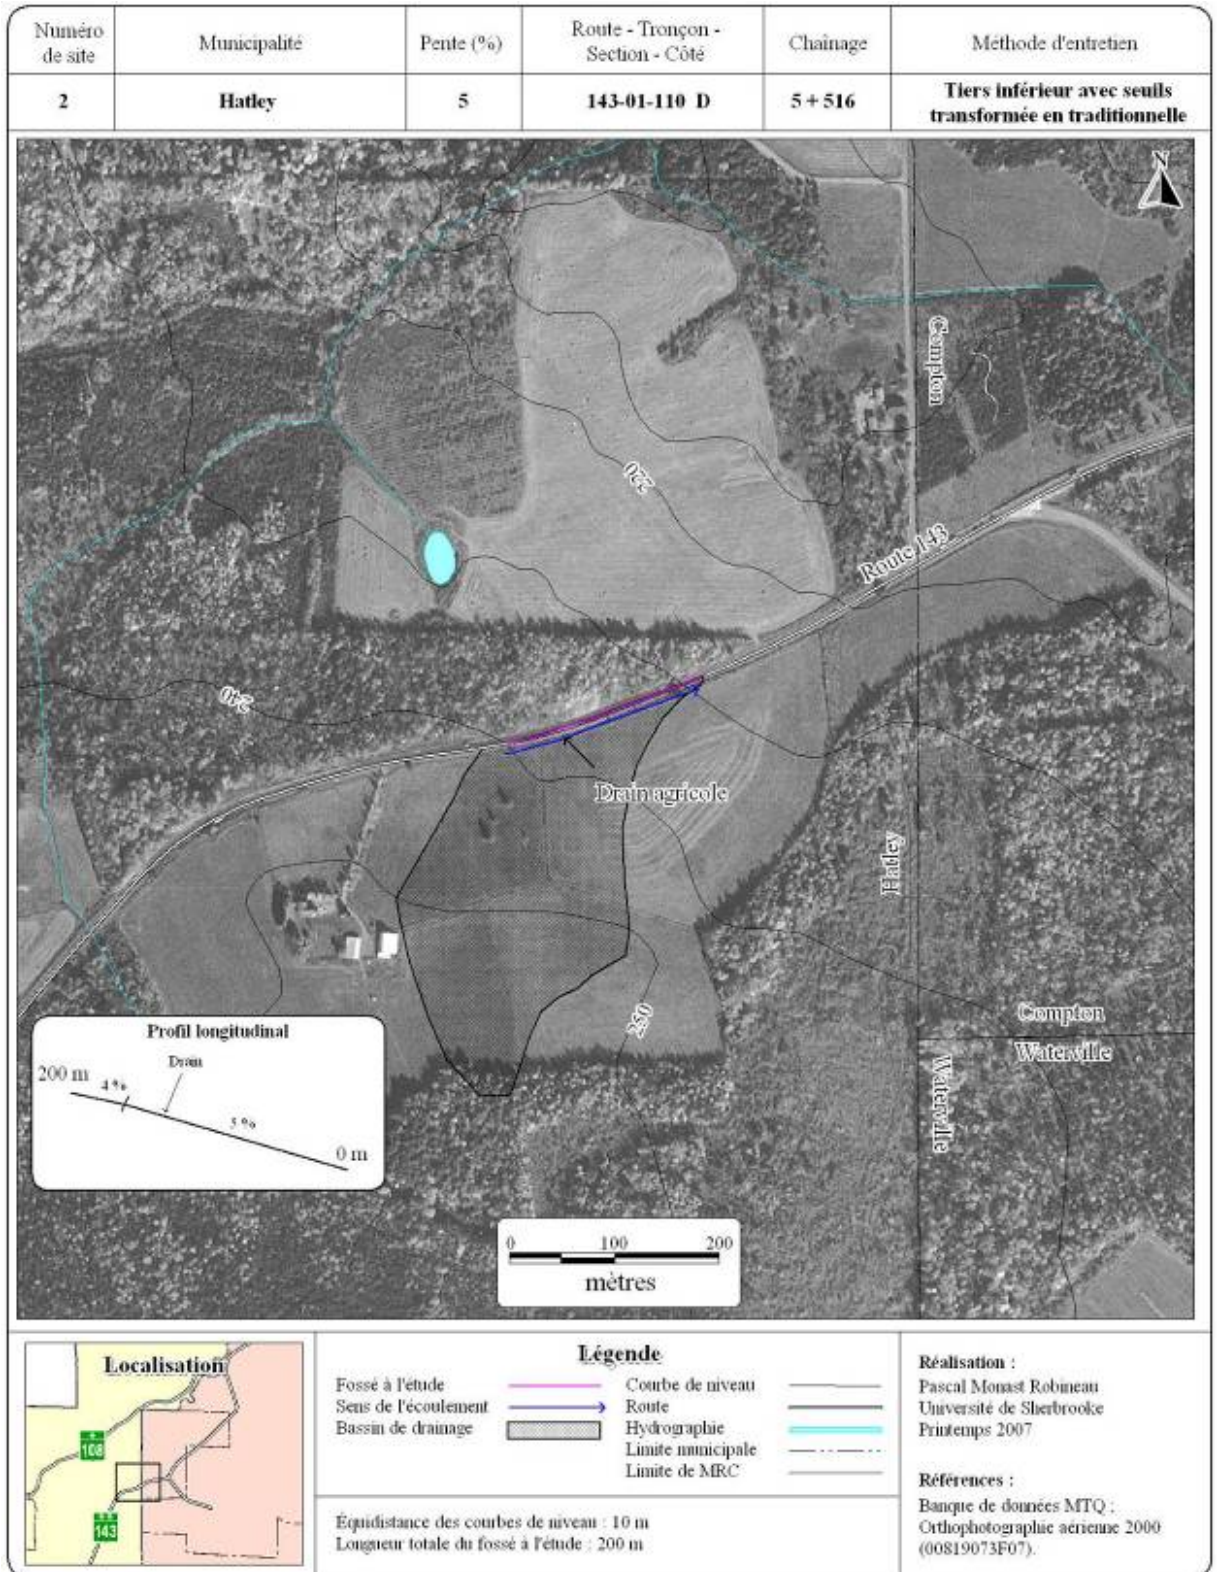 Numéro
de site
Municipalité
Pente (%)
Route - Tronçon -
Section - Côté
Chaînage
Méthode d'entretien
2
Hatley
5
143-01-110 D
5 + 516
Tiers inférieur avec seuils
transformée en traditionnelle
N
Compton
220
Route 143
240
Drain agricole
Hatley
250
Compton
Waterville
Waterville
Profil longitudinal
Drain
200 m
4 %
5 %
0 m
0 100 200
mètres
Localisation
108
143
Légende
Fossé à l'étude
Sens de l'écoulement
Bassin de drainage
Courbe de niveau
Route
Hydrographie
Limite municipale
Limite de MRC
Équidistance des courbes de niveau : 10 m
Longueur totale du fossé à l'étude : 200 m
Réalisation :
Pascal Monast Robineau
Université de Sherbrooke
Printemps 2007
Références :
Banque de données MTQ ;
Orthophotographie aérienne 2000
(00819073F07).